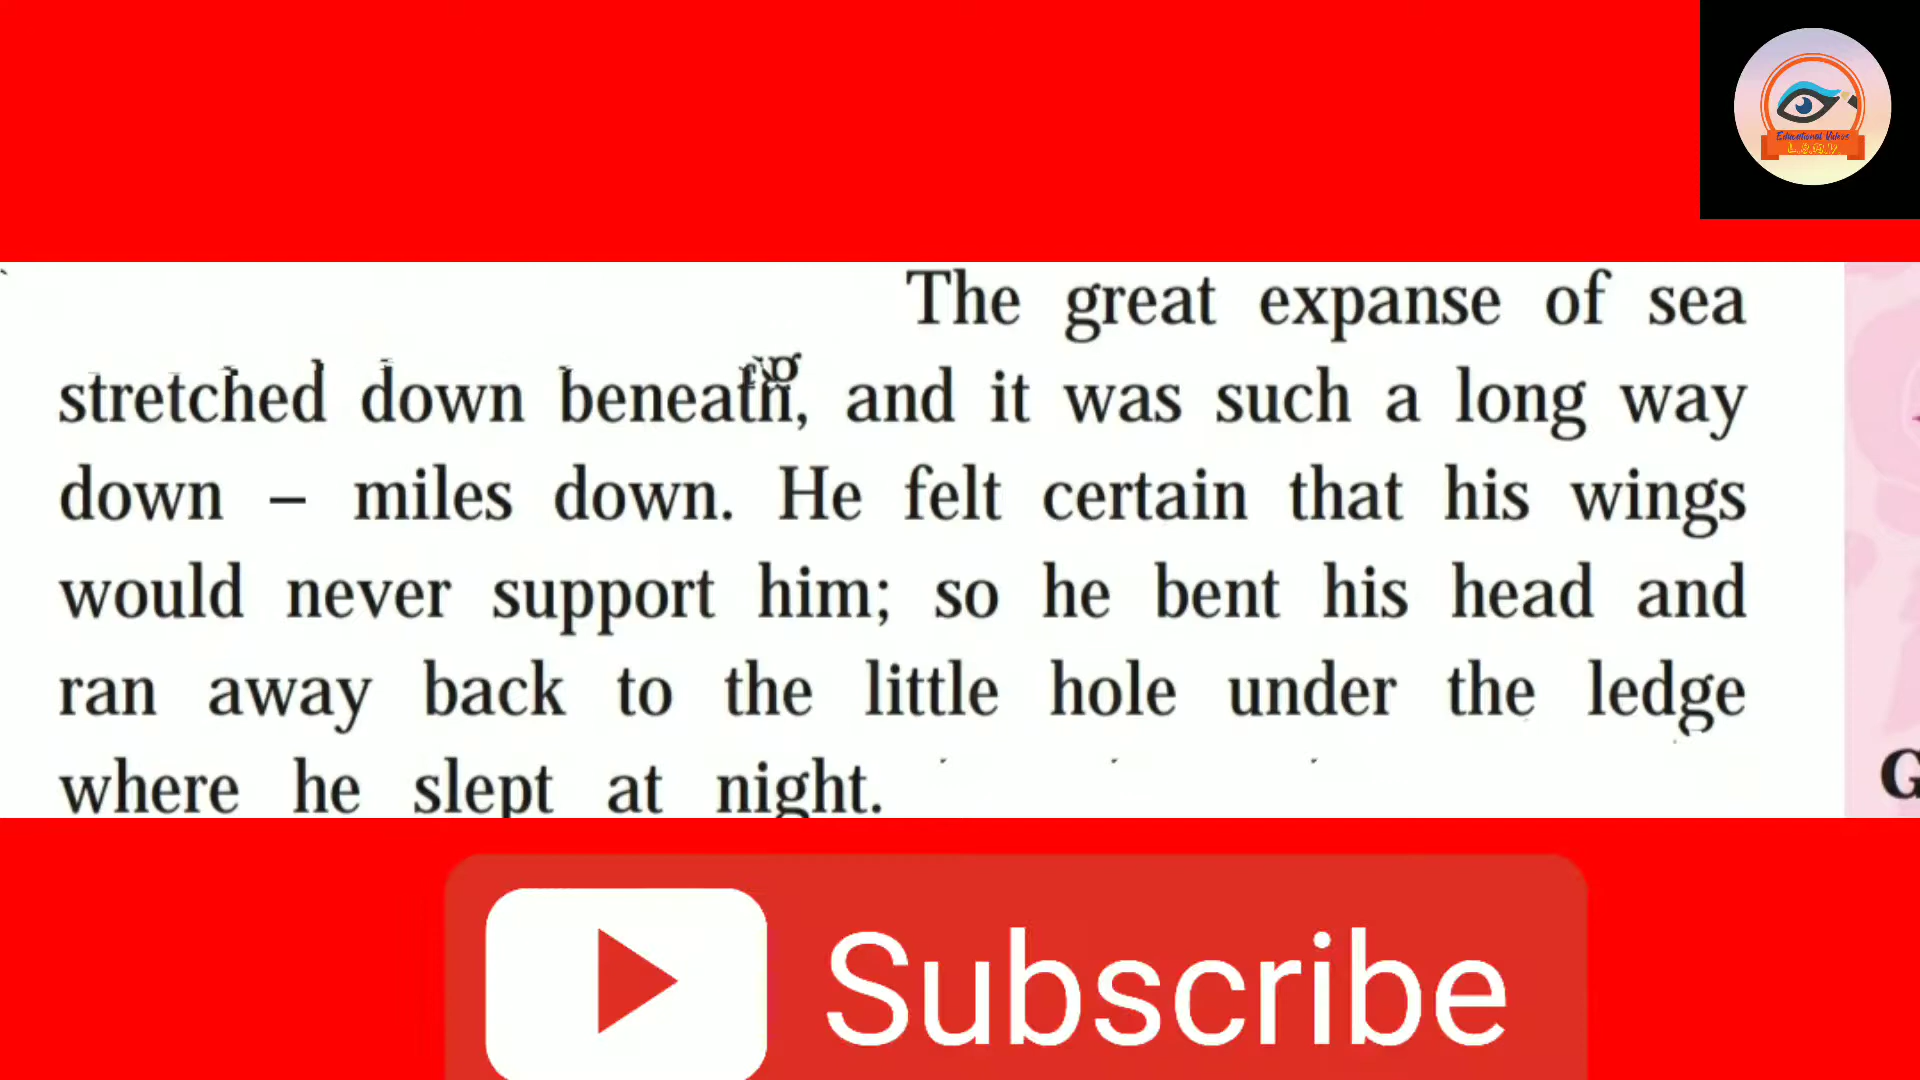 Educational Videos
The great expanse of sea
stretched down beneath, and it was such a long way
down – miles down. He felt certain that his wings
would never support him; so he bent his head and
ran away back to the little hole under the ledge
where he slept at night.
G
Subscribe